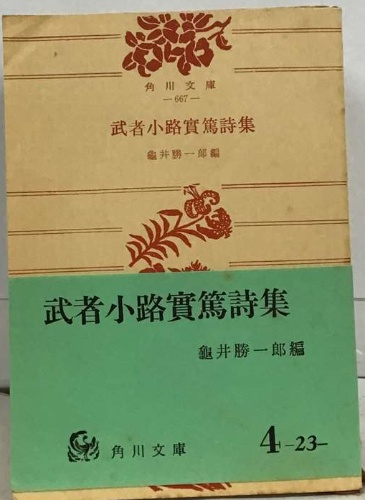 角川文庫
—667—
武者小路實篤詩集
龜井勝一郎編
武者小路實篤詩集
龜井勝一郎編
角川文庫
4-23-